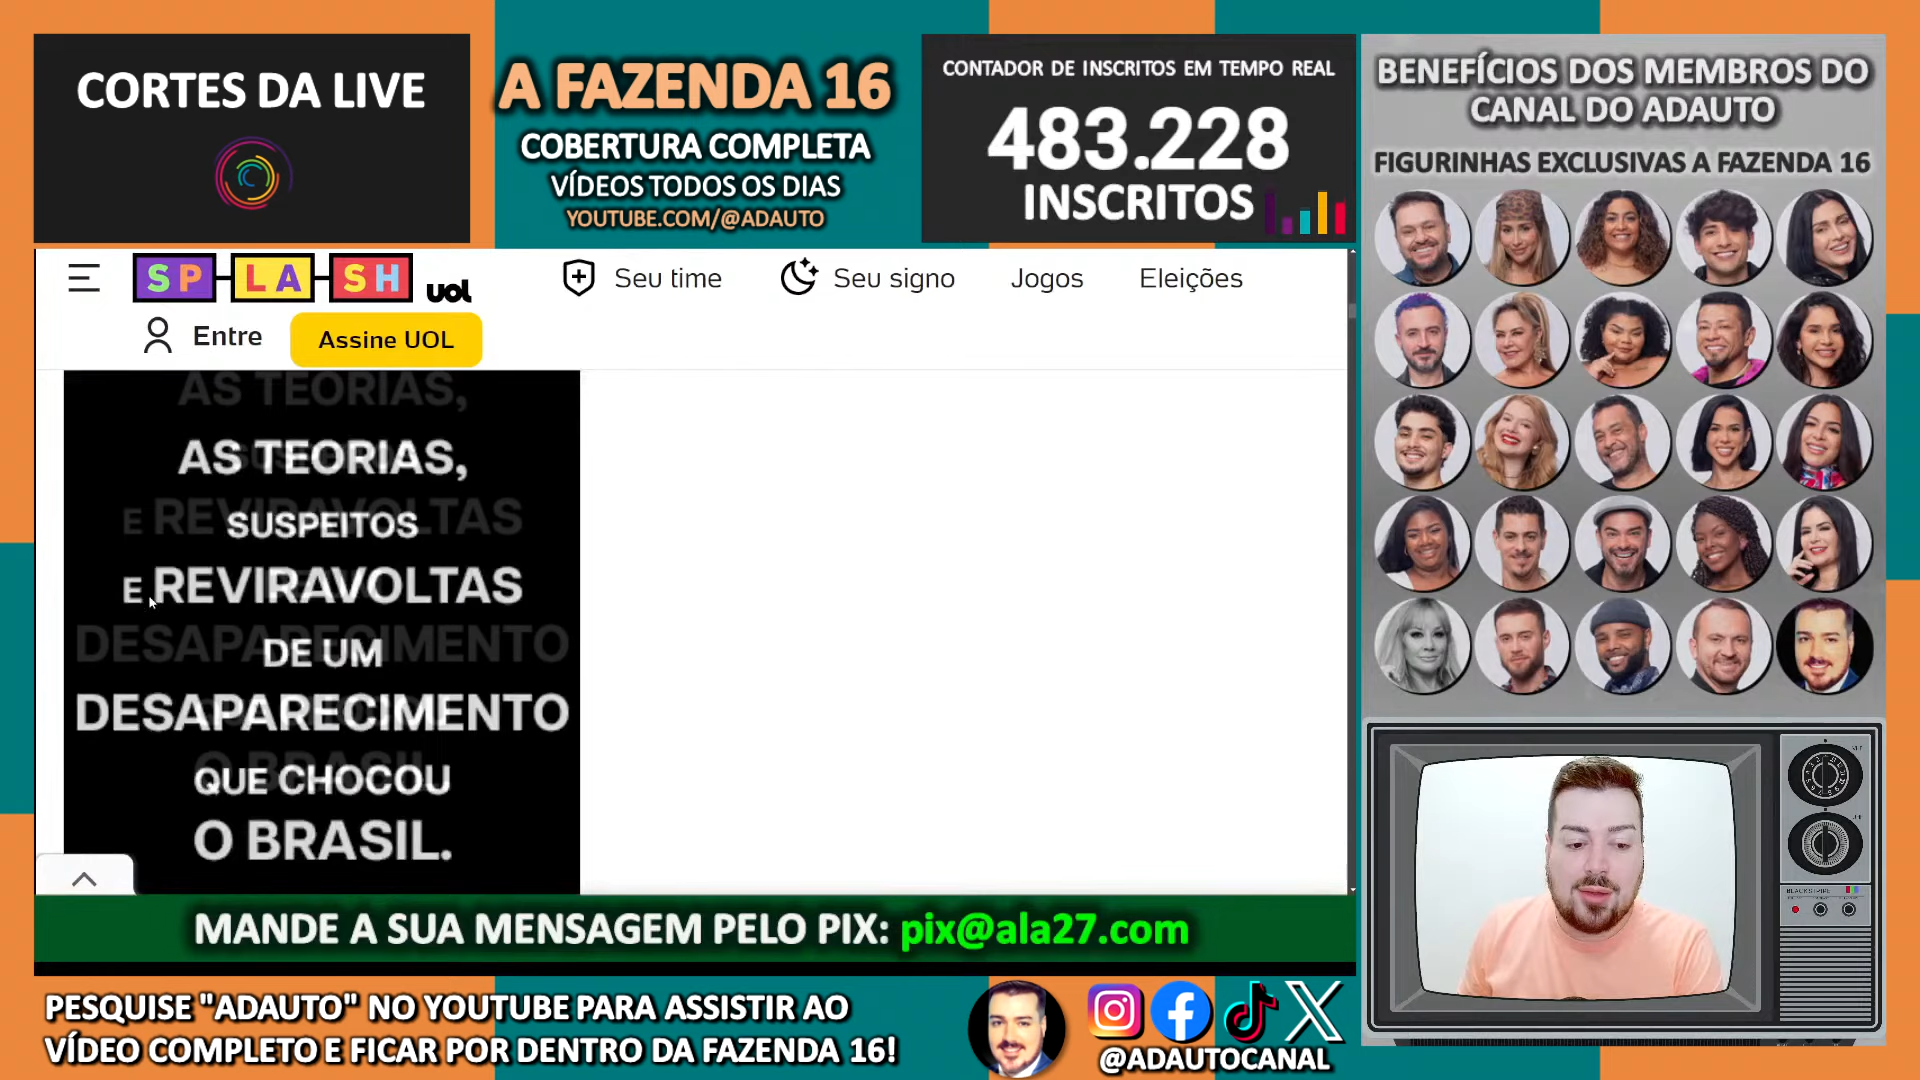 CORTES DA LIVE
A FAZENDA 16
COBERTURA COMPLETA
VÍDEOS TODOS OS DIAS
YOUTUBE.COM/@ADAUTO
CONTADOR DE INSCRITOS EM TEMPO REAL
483.228
INSCRITOS
BENEFÍCIOS DOS MEMBROS DO
CANAL DO ADAUTO
FIGURINHAS EXCLUSIVAS A FAZENDA 16
SPLASH uol
Seu time
Seu signo
Jogos
Eleições
Entre
Assine UOL
AS TEORIAS,
AS TEORIAS,
SUSPEITOS
E REVIRAVOLTAS
DE UM
DESAPARECIMENTO
QUE CHOCOU
O BRASIL.
MANDE A SUA MENSAGEM PELO PIX: pix@ala27.com
PESQUISE "ADAUTO" NO YOUTUBE PARA ASSISTIR AO
VÍDEO COMPLETO E FICAR POR DENTRO DA FAZENDA 16!
@ADAUTOCANAL